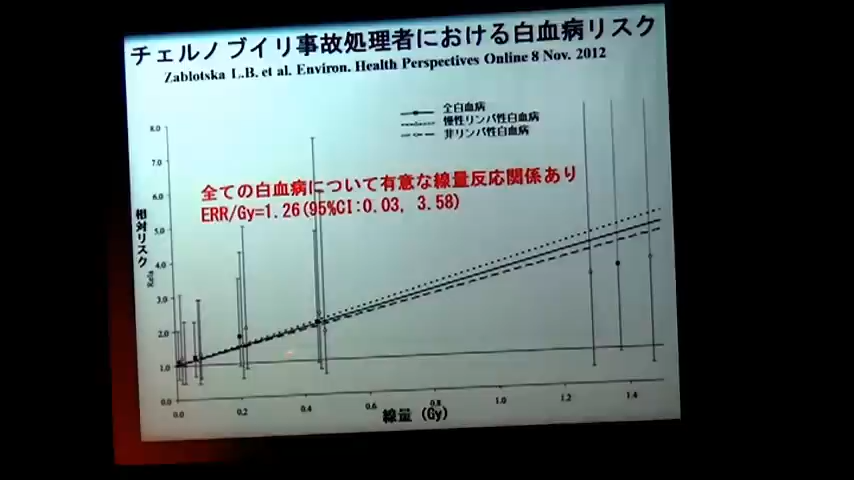 チェルノブイリ事故処理者における白血病リスク
Zablotska L.B. et al. Environ. Health Perspectives Online 8 Nov. 2012
全白血病
慢性リンパ性白血病
非リンパ性白血病
全ての白血病について有意な線量反応関係あり
ERR/Gy=1.26(95%CI:0.03, 3.58)
相対リスク
Rela
8.0
7.0
6.0
5.0
4.0
3.0
2.0
1.0
0.0
0.0 0.2 0.4 0.6 0.8 1.0 1.2 1.4
線量 (Gy)